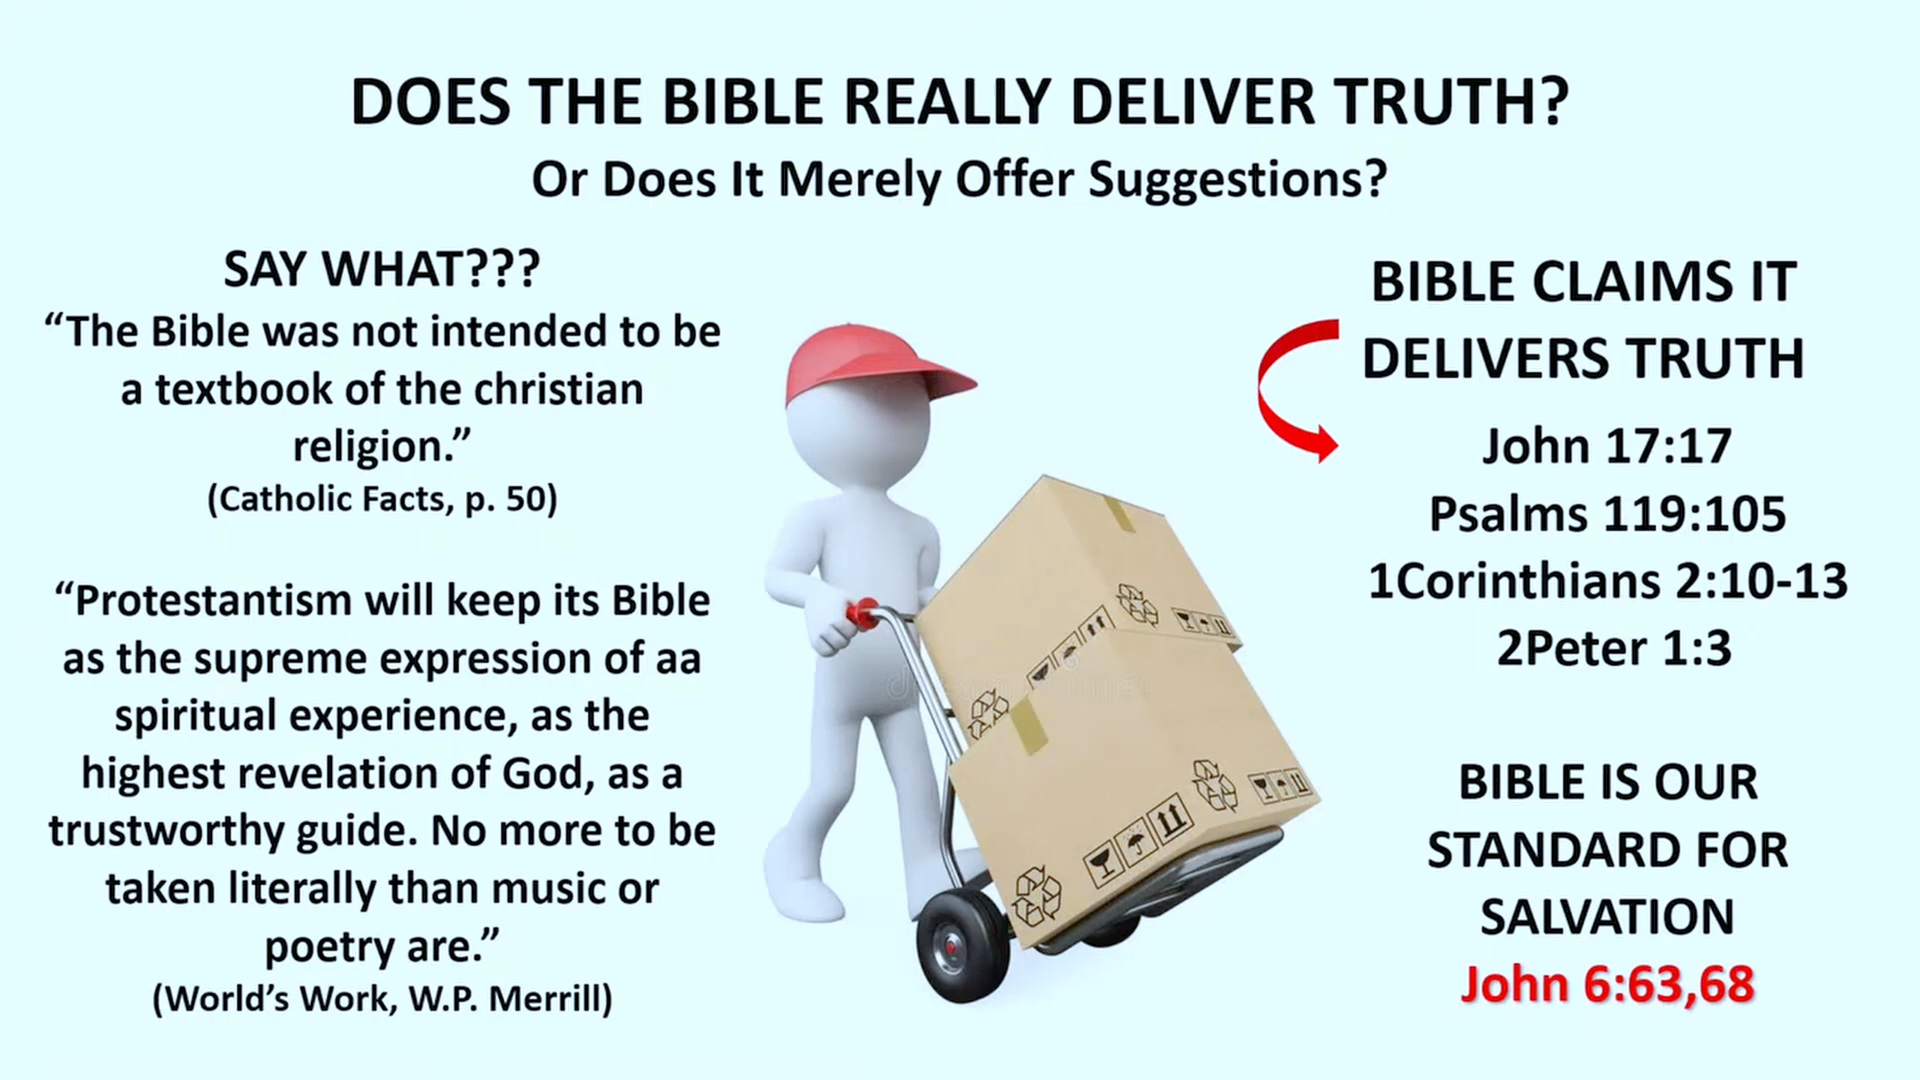 DOES THE BIBLE REALLY DELIVER TRUTH?
Or Does It Merely Offer Suggestions?
SAY WHAT???
“The Bible was not intended to be
a textbook of the christian
religion.”
(Catholic Facts, p. 50)
“Protestantism will keep its Bible
as the supreme expression of aa
spiritual experience, as the
highest revelation of God, as a
trustworthy guide. No more to be
taken literally than music or
poetry are.”
(World’s Work, W.P. Merrill)
BIBLE CLAIMS IT
DELIVERS TRUTH
John 17:17
Psalms 119:105
1Corinthians 2:10-13
2Peter 1:3
BIBLE IS OUR
STANDARD FOR
SALVATION
John 6:63,68